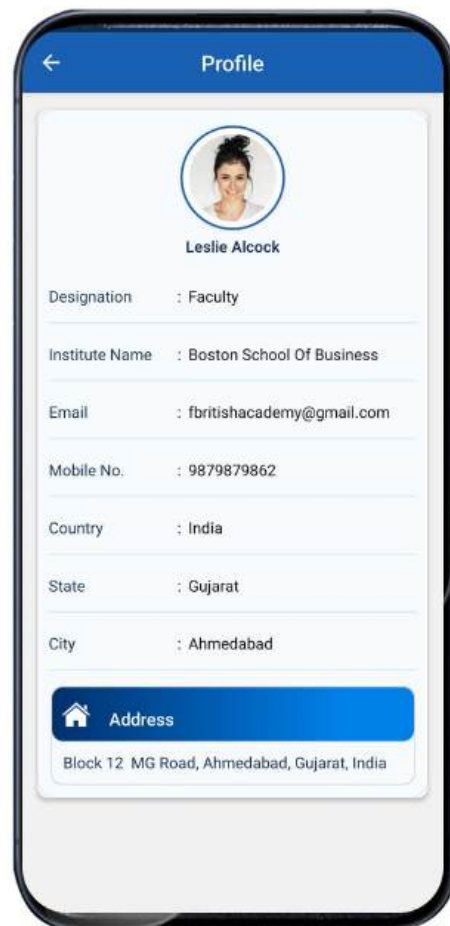 Profile
Leslie Alcock
Designation : Faculty
Institute Name : Boston School Of Business
Email : fbritishacademy@gmail.com
Mobile No. : 9879879862
Country : India
State : Gujarat
City : Ahmedabad
Address
Block 12 MG Road, Ahmedabad, Gujarat, India